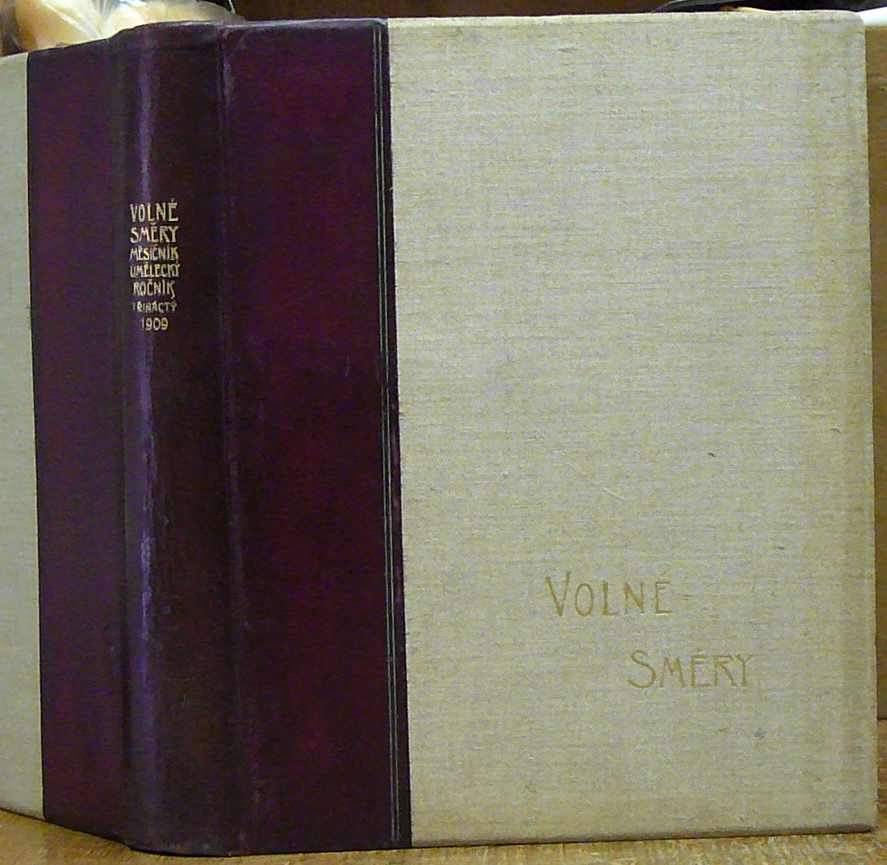 VOLNÉ
SMĚRY
MĚSÍČNÍK
UMĚLECKÝ
ROČNÍK
TŘINÁCTÝ
1909
VOLNÉ
SMĚRY